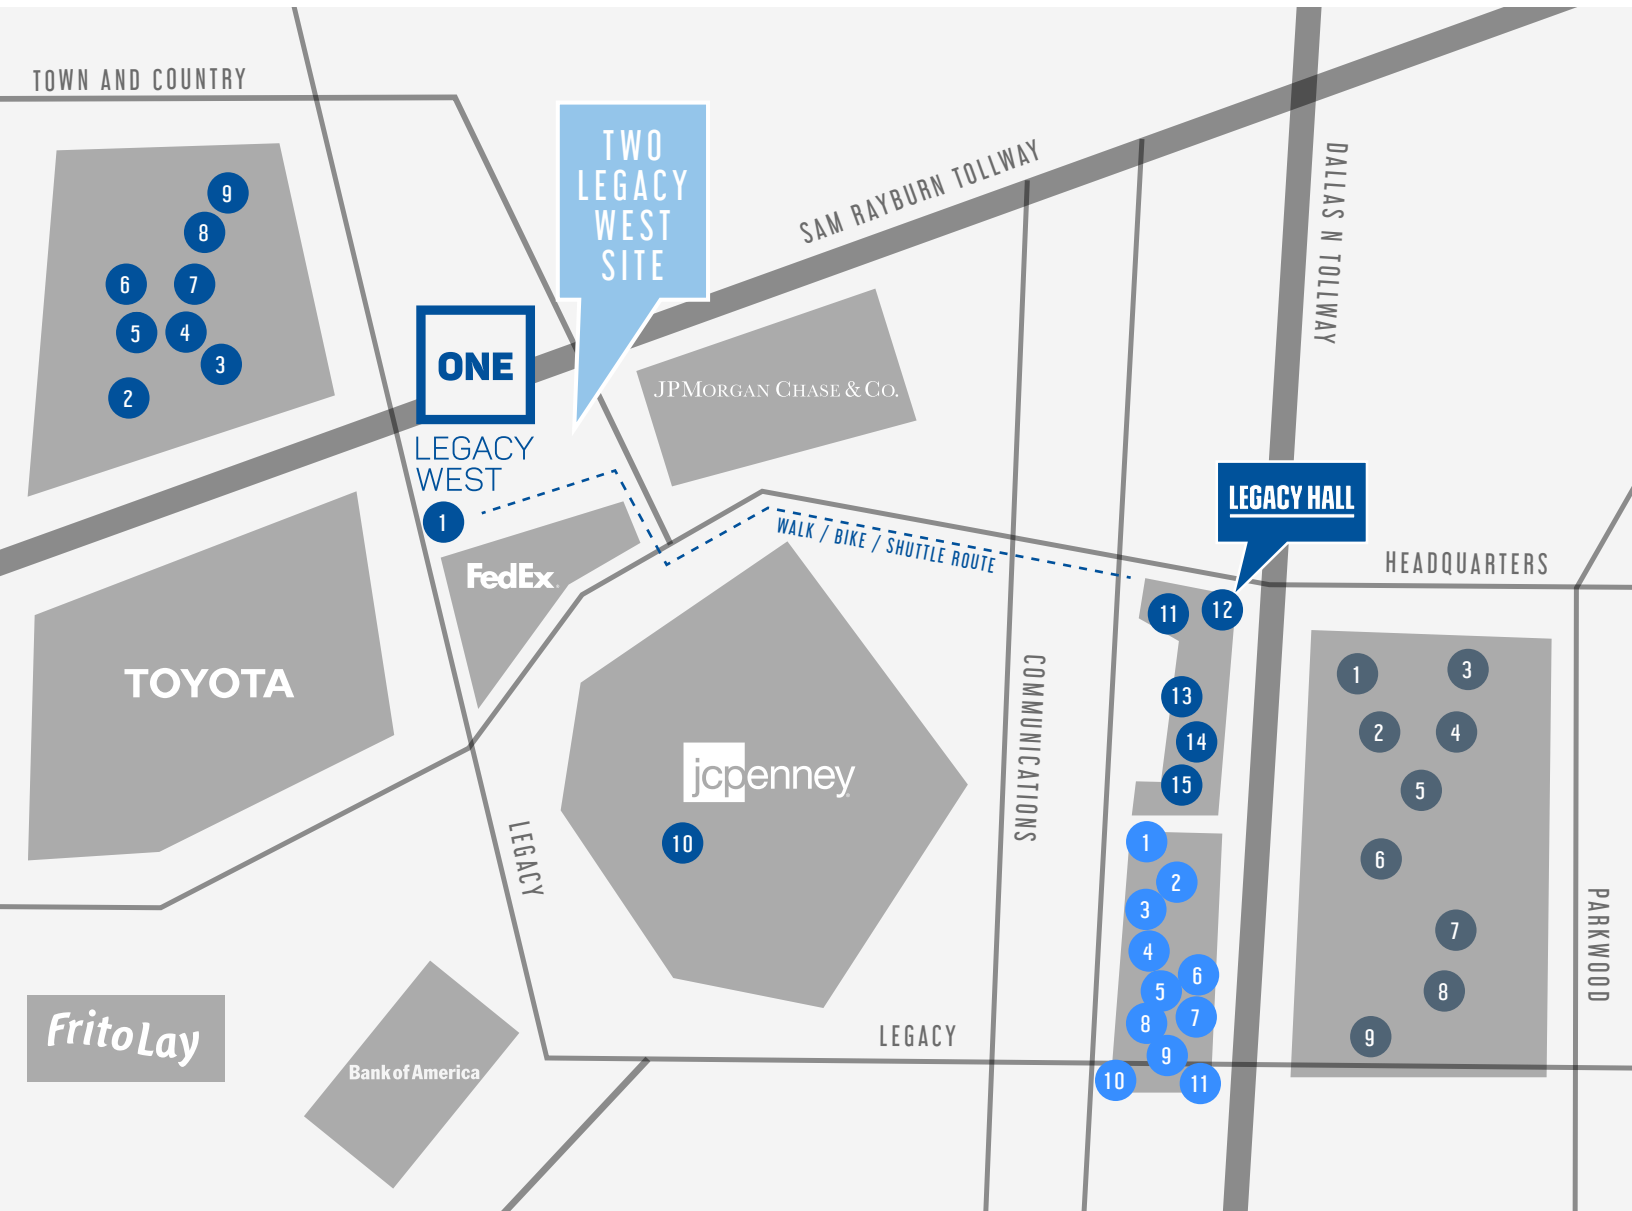 TOWN AND COUNTRY
TWO
LEGACY
WEST
SITE
SAM RAYBURN TOLLWAY
DALLAS N TOLLWAY
9
8
6
7
5
4
3
2
ONE
LEGACY
WEST
1
JPMORGAN CHASE & CO.
LEGACY HALL
WALK / BIKE / SHUTTLE ROUTE
HEADQUARTERS
FedEx®
TOYOTA
jcpenney®
10
LEGACY
COMMUNICATIONS
11
12
13
14
15
1
2
3
4
6
5
7
8
9
10
11
1
3
2
4
5
6
7
8
9
PARKWOOD
LEGACY
Frito Lay
Bank of America